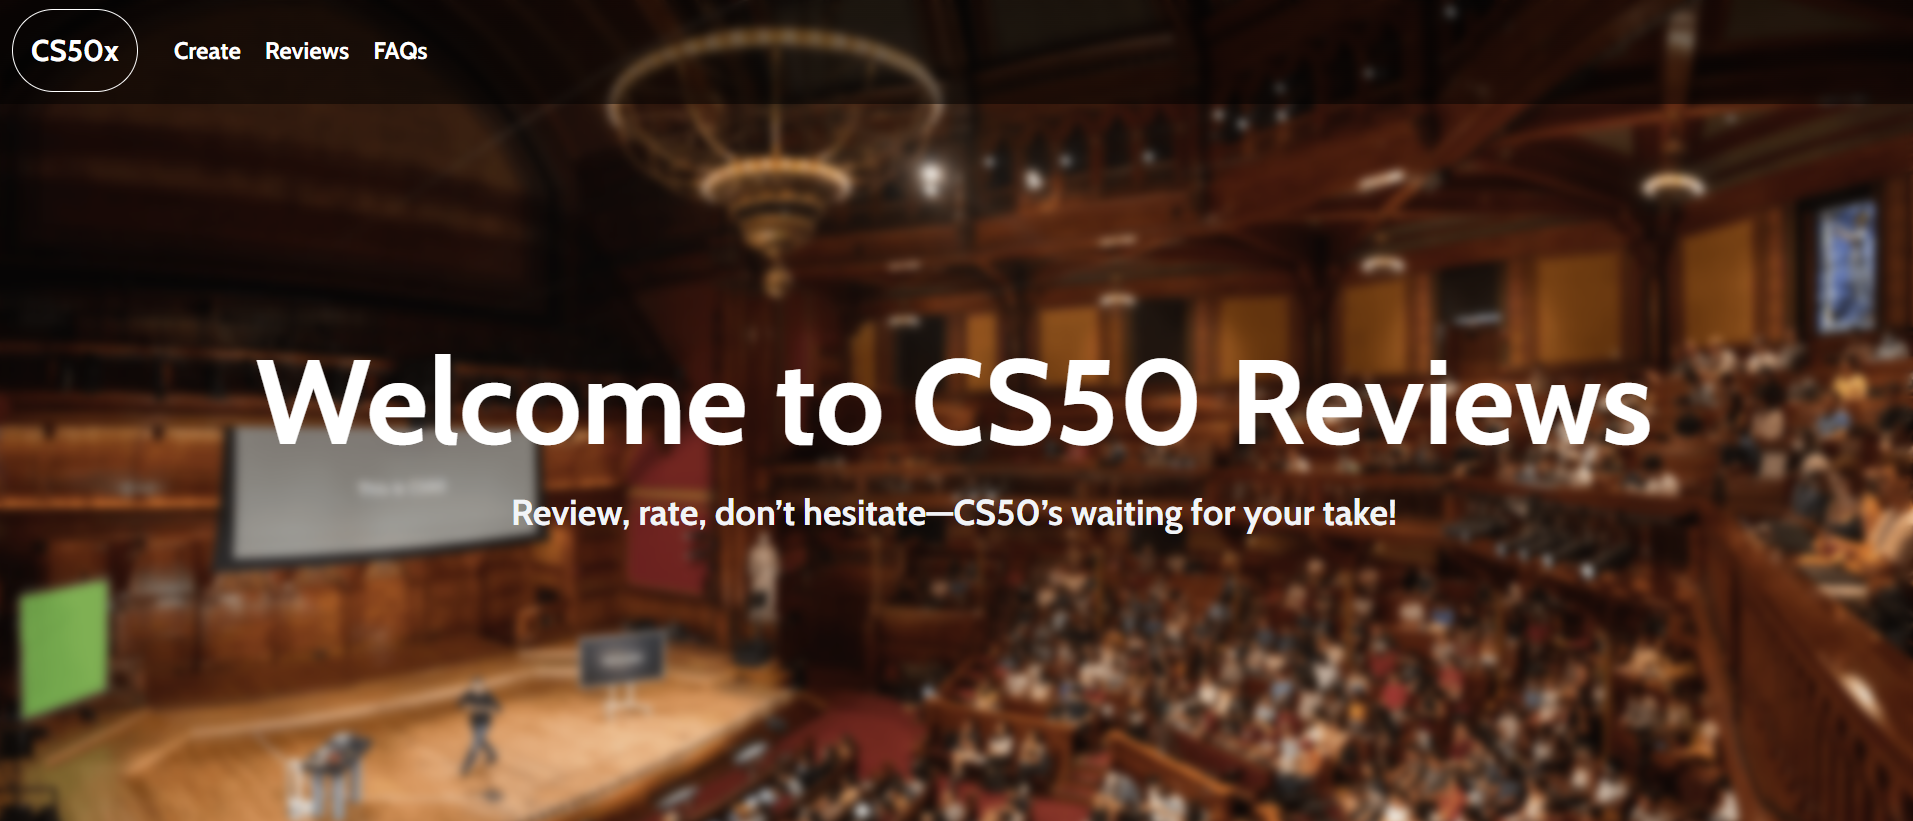 CS50x
Create Reviews FAQs
Welcome to CS50 Reviews
Review, rate, don’t hesitate—CS50’s waiting for your take!